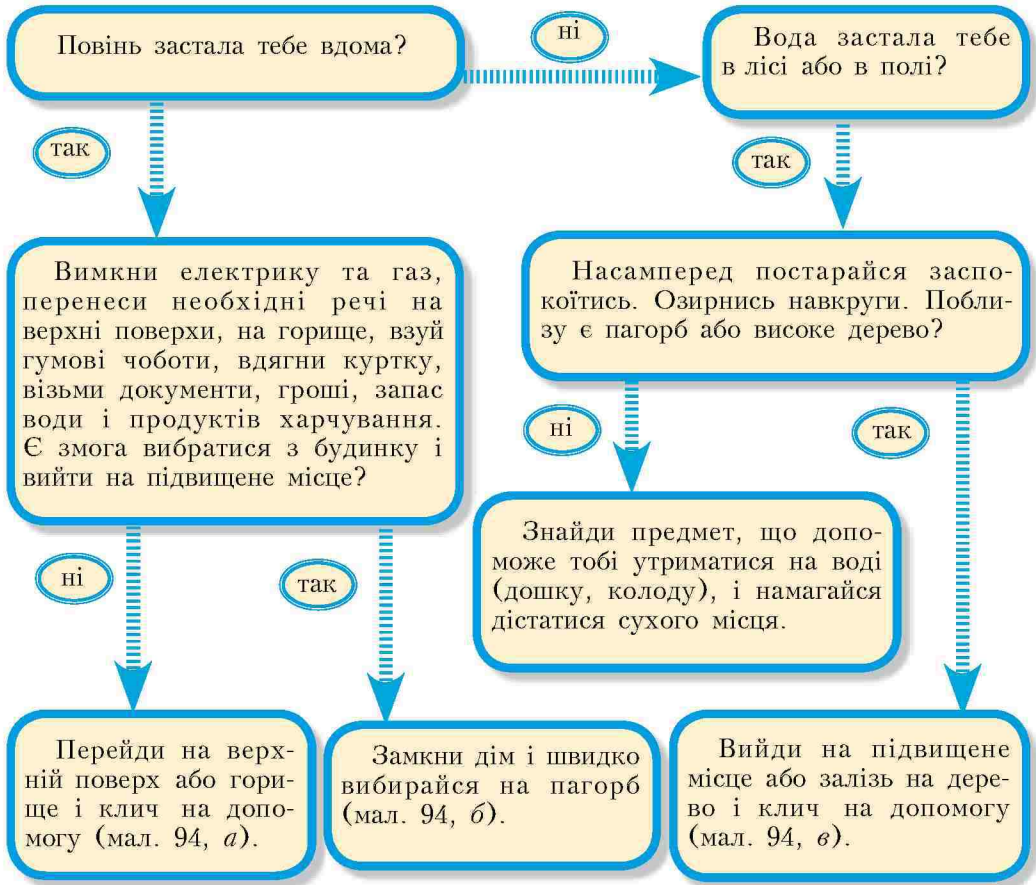 Повінь застала тебе вдома?
ні
Вода застала тебе
в лісі або в полі?
так
так
Вимкни електрику та газ,
перенеси необхідні речі на
верхні поверхи, на горище, взуй
гумові чоботи, вдягни куртку,
візьми документи, гроші, запас
води і продуктів харчування.
Є змога вибратися з будинку і
вийти на підвищене місце?
Насамперед постарайся заспо-
коїтись. Озирнись навкруги. Побли-
зу є пагорб або високе дерево?
ні
так
Знайди предмет, що допо-
може тобі утриматися на воді
(дошку, колоду), і намагайся
дістатися сухого місця.
ні
так
Перейди на верх-
ній поверх або гори-
ще і клич на допо-
могу (мал. 94, а).
Замкни дім і швидко
вибирайся на пагорб
(мал. 94, б).
Вийди на підвищене
місце або залізь на дере-
во і клич на допомогу
(мал. 94, в).